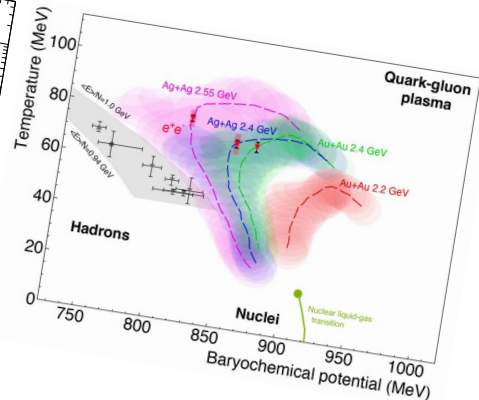 Temperature (MeV)
100
80
60
40
20
0
Quark-gluon
plasma
Ag+Ag 2.55 GeV
<E>/N=1.0 GeV
e⁺e⁻
Ag+Ag 2.4 GeV
<E>/N=0.94 GeV
Au+Au 2.4 GeV
Au+Au 2.2 GeV
Hadrons
Nuclei
Nuclear liquid-gas
transition
750
800
850
900
950
1000
Baryochemical potential (MeV)